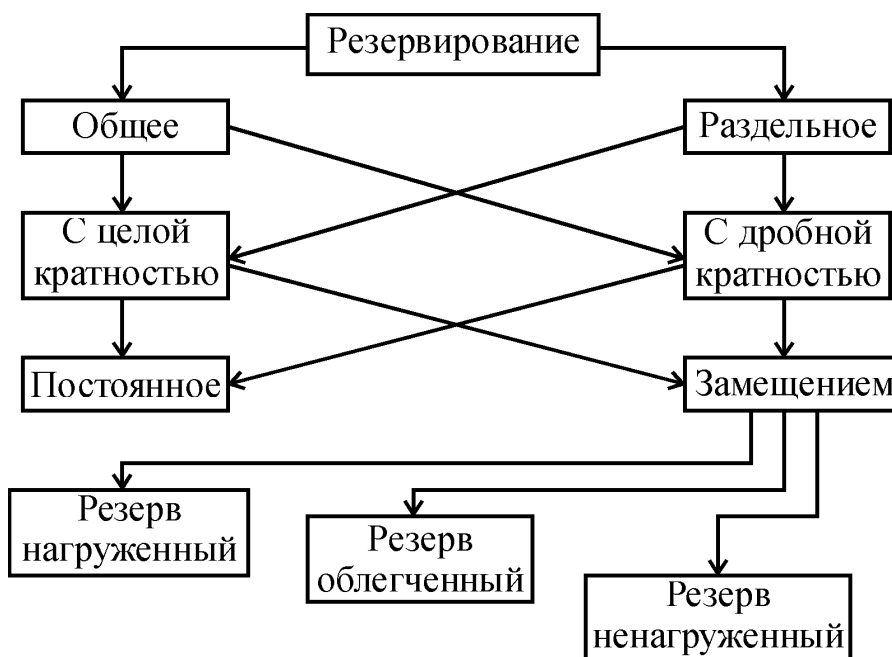 Резервирование
Общее
Раздельное
С целой
кратностью
С дробной
кратностью
Постоянное
Замещением
Резерв
нагруженный
Резерв
облегченный
Резерв
ненагруженный